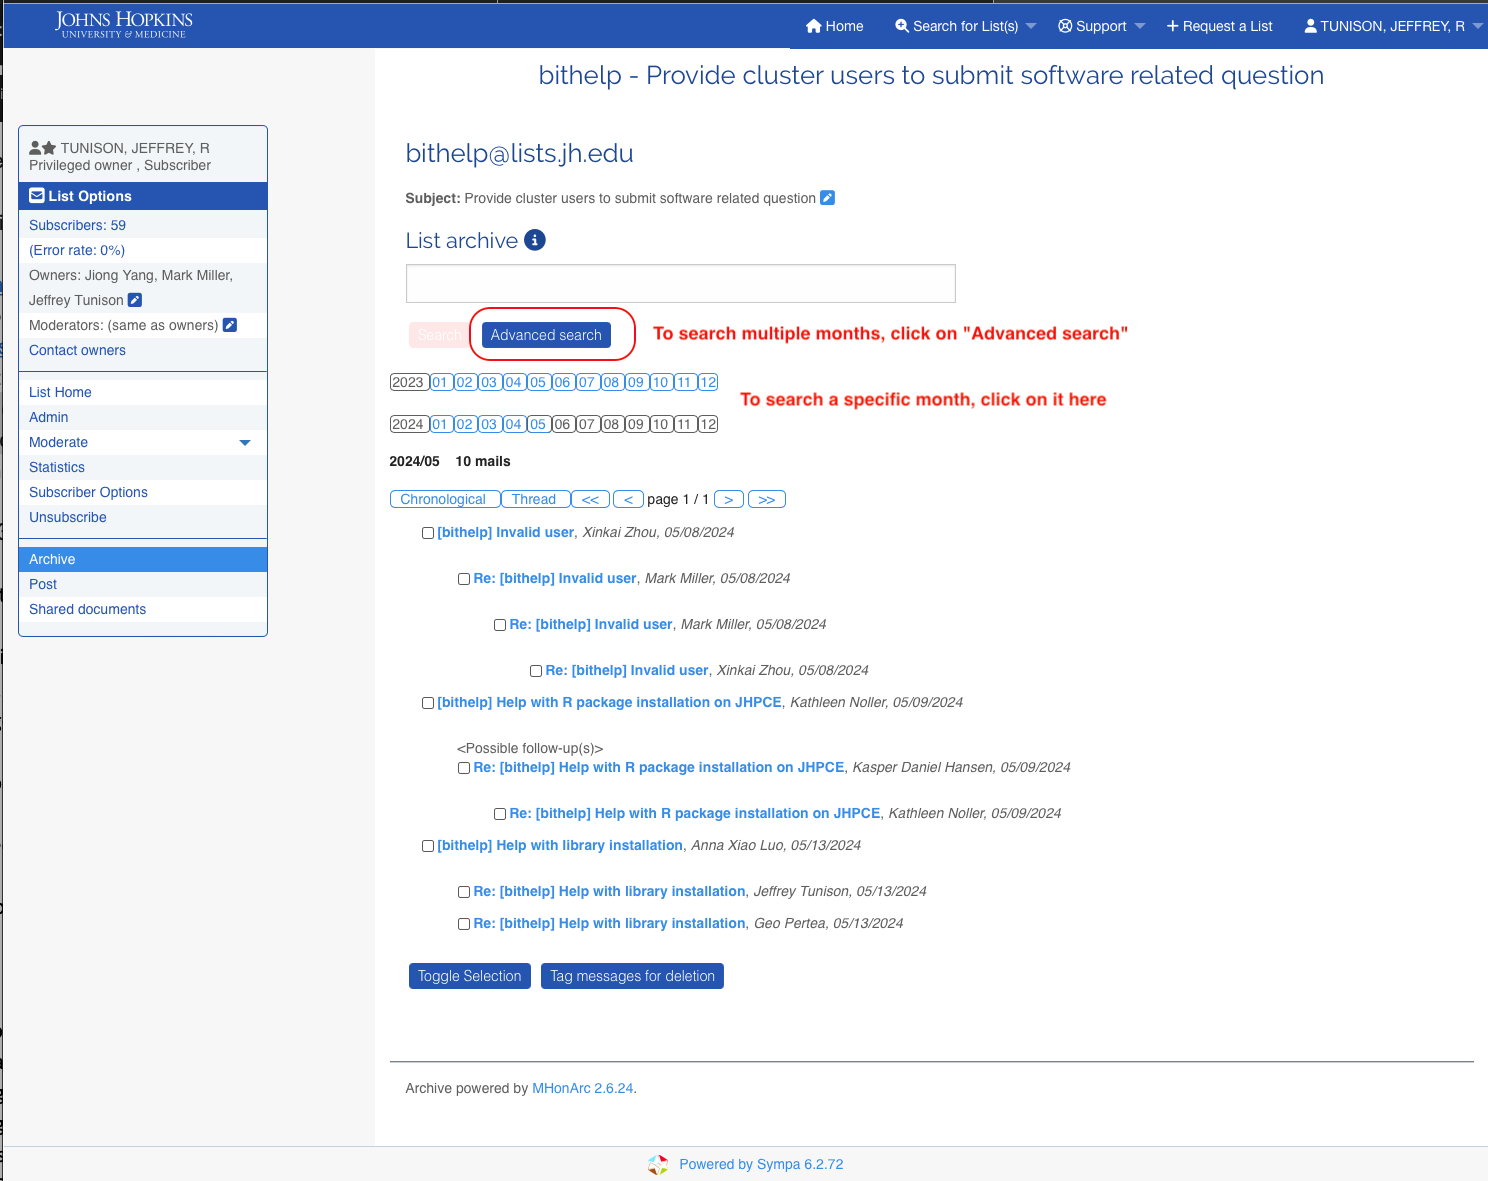 JOHNS HOPKINS
UNIVERSITY & MEDICINE
Home
Search for List(s)
Support
Request a List
TUNISON, JEFFREY, R
bithelp - Provide cluster users to submit software related question
TUNISON, JEFFREY, R
Privileged owner , Subscriber
List Options
Subscribers: 59
(Error rate: 0%)
Owners: Jiong Yang, Mark Miller,
Jeffrey Tunison
Moderators: (same as owners)
Contact owners
List Home
Admin
Moderate
Statistics
Subscriber Options
Unsubscribe
Archive
Post
Shared documents
bithelp@lists.jh.edu
Subject: Provide cluster users to submit software related question
List archive
Search
Advanced search
To search multiple months, click on "Advanced search"
2023 01 02 03 04 05 06 07 08 09 10 11 12
To search a specific month, click on it here
2024 01 02 03 04 05 06 07 08 09 10 11 12
2024/05 10 mails
Chronological Thread << < page 1 / 1 > >>
[bithelp] Invalid user, Xinkai Zhou, 05/08/2024
Re: [bithelp] Invalid user, Mark Miller, 05/08/2024
Re: [bithelp] Invalid user, Mark Miller, 05/08/2024
Re: [bithelp] Invalid user, Xinkai Zhou, 05/08/2024
[bithelp] Help with R package installation on JHPCE, Kathleen Noller, 05/09/2024
<Possible follow-up(s)>
Re: [bithelp] Help with R package installation on JHPCE, Kasper Daniel Hansen, 05/09/2024
Re: [bithelp] Help with R package installation on JHPCE, Kathleen Noller, 05/09/2024
[bithelp] Help with library installation, Anna Xiao Luo, 05/13/2024
Re: [bithelp] Help with library installation, Jeffrey Tunison, 05/13/2024
Re: [bithelp] Help with library installation, Geo Pertea, 05/13/2024
Toggle Selection
Tag messages for deletion
Archive powered by MHonArc 2.6.24.
Powered by Sympa 6.2.72